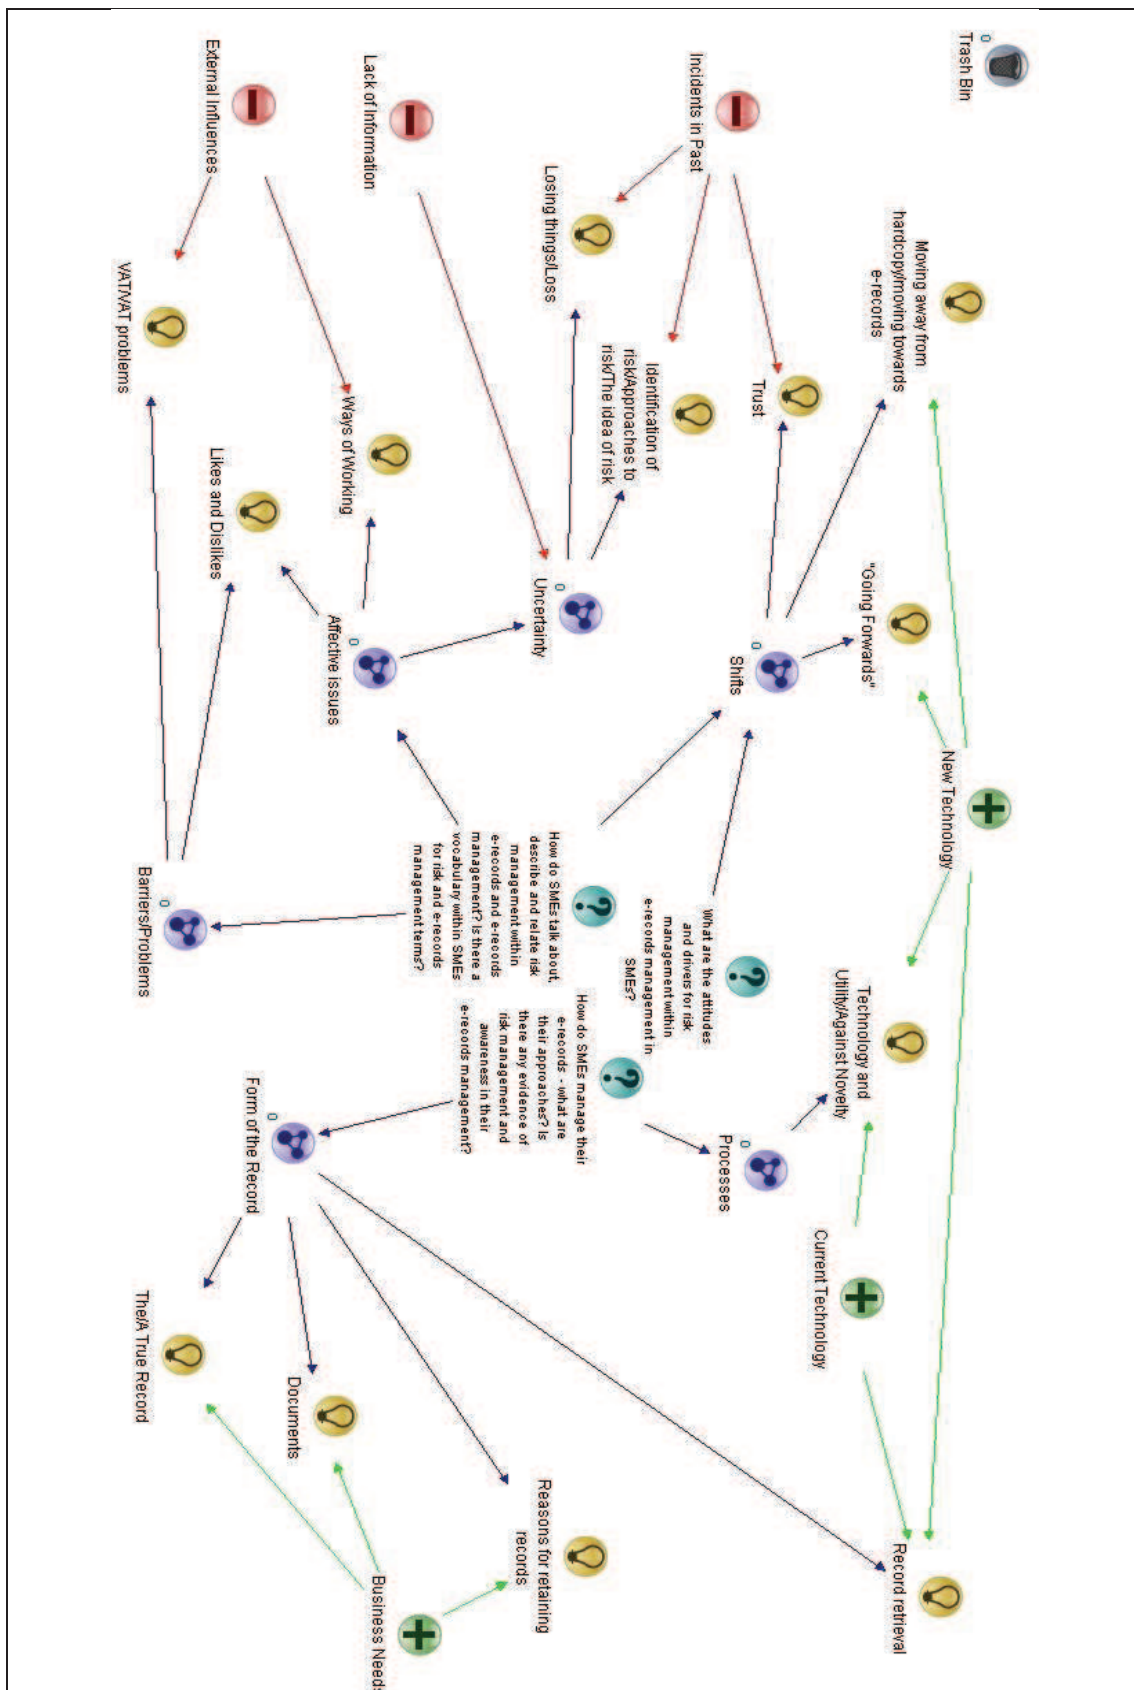 Trash Bin
0
Moving away from
hardcopy/moving towards
e-records
"Going Forwards"
New Technology
Technology and
Utility/Against Novelty
Current Technology
Record retrieval
Incidents in Past
Trust
Shifts
0
What are the attitudes
and drivers for risk
management within
e-records management in
SMEs?
Processes
0
Identification of
risk/Approaches to
risk/The idea of risk
Losing things/Loss
Uncertainty
0
How do SMEs talk about,
describe and relate risk
management within
e-records and e-records
management? Is there a
vocabulary within SMEs
for risk and e-records
management terms?
How do SMEs manage their
e-records - what are
their approaches? Is
there any evidence of
risk management and
awareness in their
e-records management?
Reasons for retaining
records
Lack of Information
Ways of Working
Affective issues
0
Form of the Record
0
Documents
Business Needs
External Influences
Likes and Dislikes
VAT/VAT problems
Barriers/Problems
0
The/A True Record